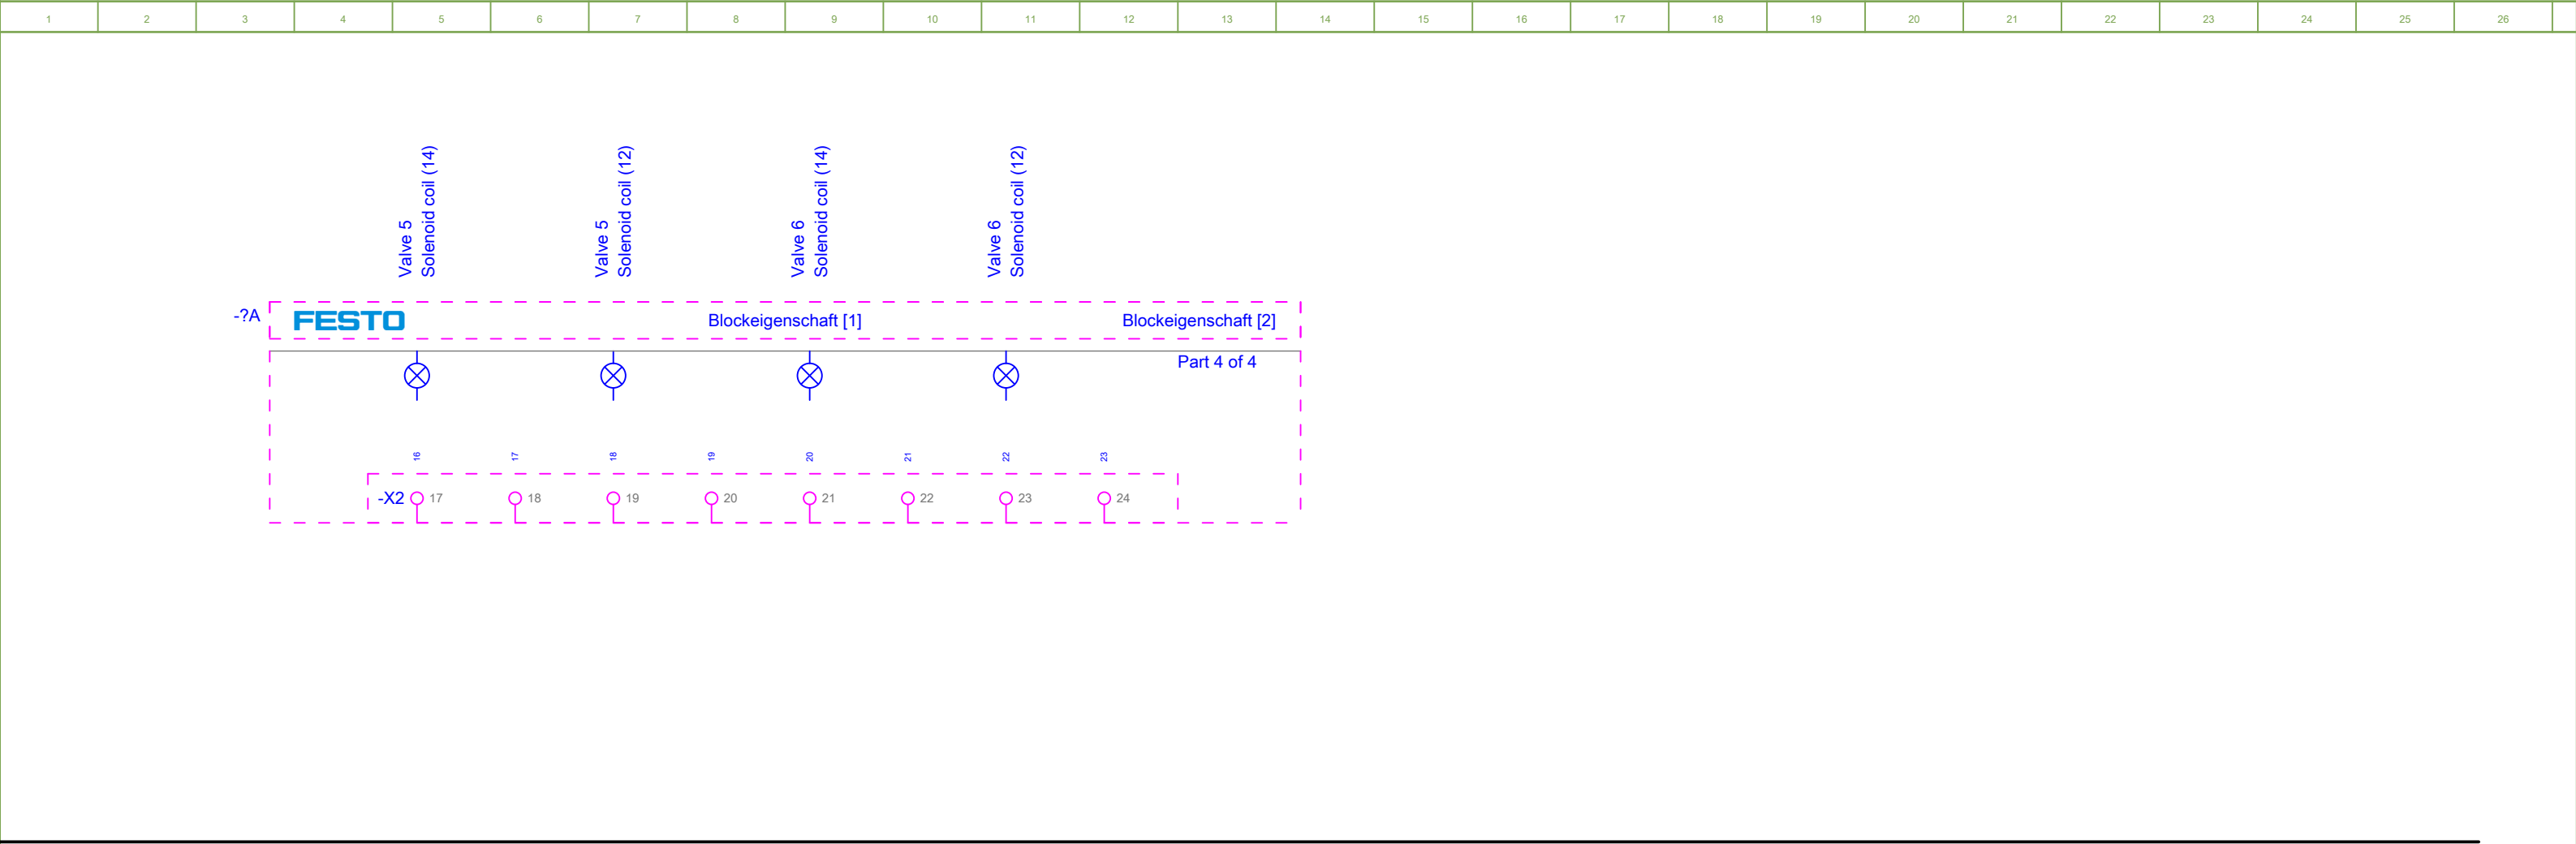 1 2 3 4 5 6 7 8 9 10 11 12 13 14 15 16 17 18 19 20 21 22 23 24 25 26
Valve 5
Solenoid coil (14)
Valve 5
Solenoid coil (12)
Valve 6
Solenoid coil (14)
Valve 6
Solenoid coil (12)
-?A FESTO Blockeigenschaft [1] Blockeigenschaft [2]
Part 4 of 4
16 17 18 19 20 21 22 23
-X2 17 18 19 20 21 22 23 24